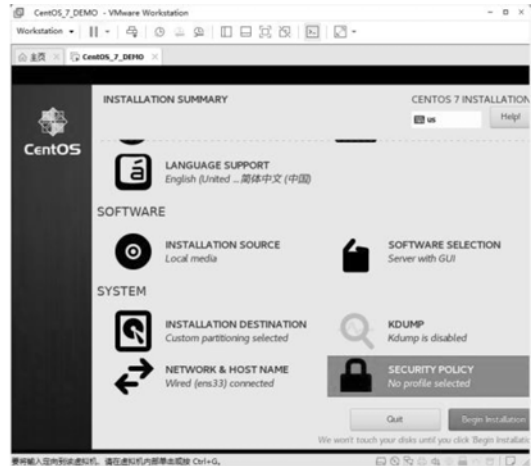 CentOS_7_DEMO - VMware Workstation
Workstation
主页
CentOS_7_DEMO
INSTALLATION SUMMARY
CENTOS 7 INSTALLATION
us
Help!
CentOS
LANGUAGE SUPPORT
English (United ... 简体中文 (中国)
SOFTWARE
INSTALLATION SOURCE
Local media
SOFTWARE SELECTION
Server with GUI
SYSTEM
INSTALLATION DESTINATION
Custom partitioning selected
KDUMP
Kdump is disabled
NETWORK & HOST NAME
Wired (ens33) connected
SECURITY POLICY
No profile selected
Quit
Begin Installation
We won't touch your disks until you click 'Begin Installatio
要将输入定向到该虚拟机，请在虚拟机内部单击或按 Ctrl+G。